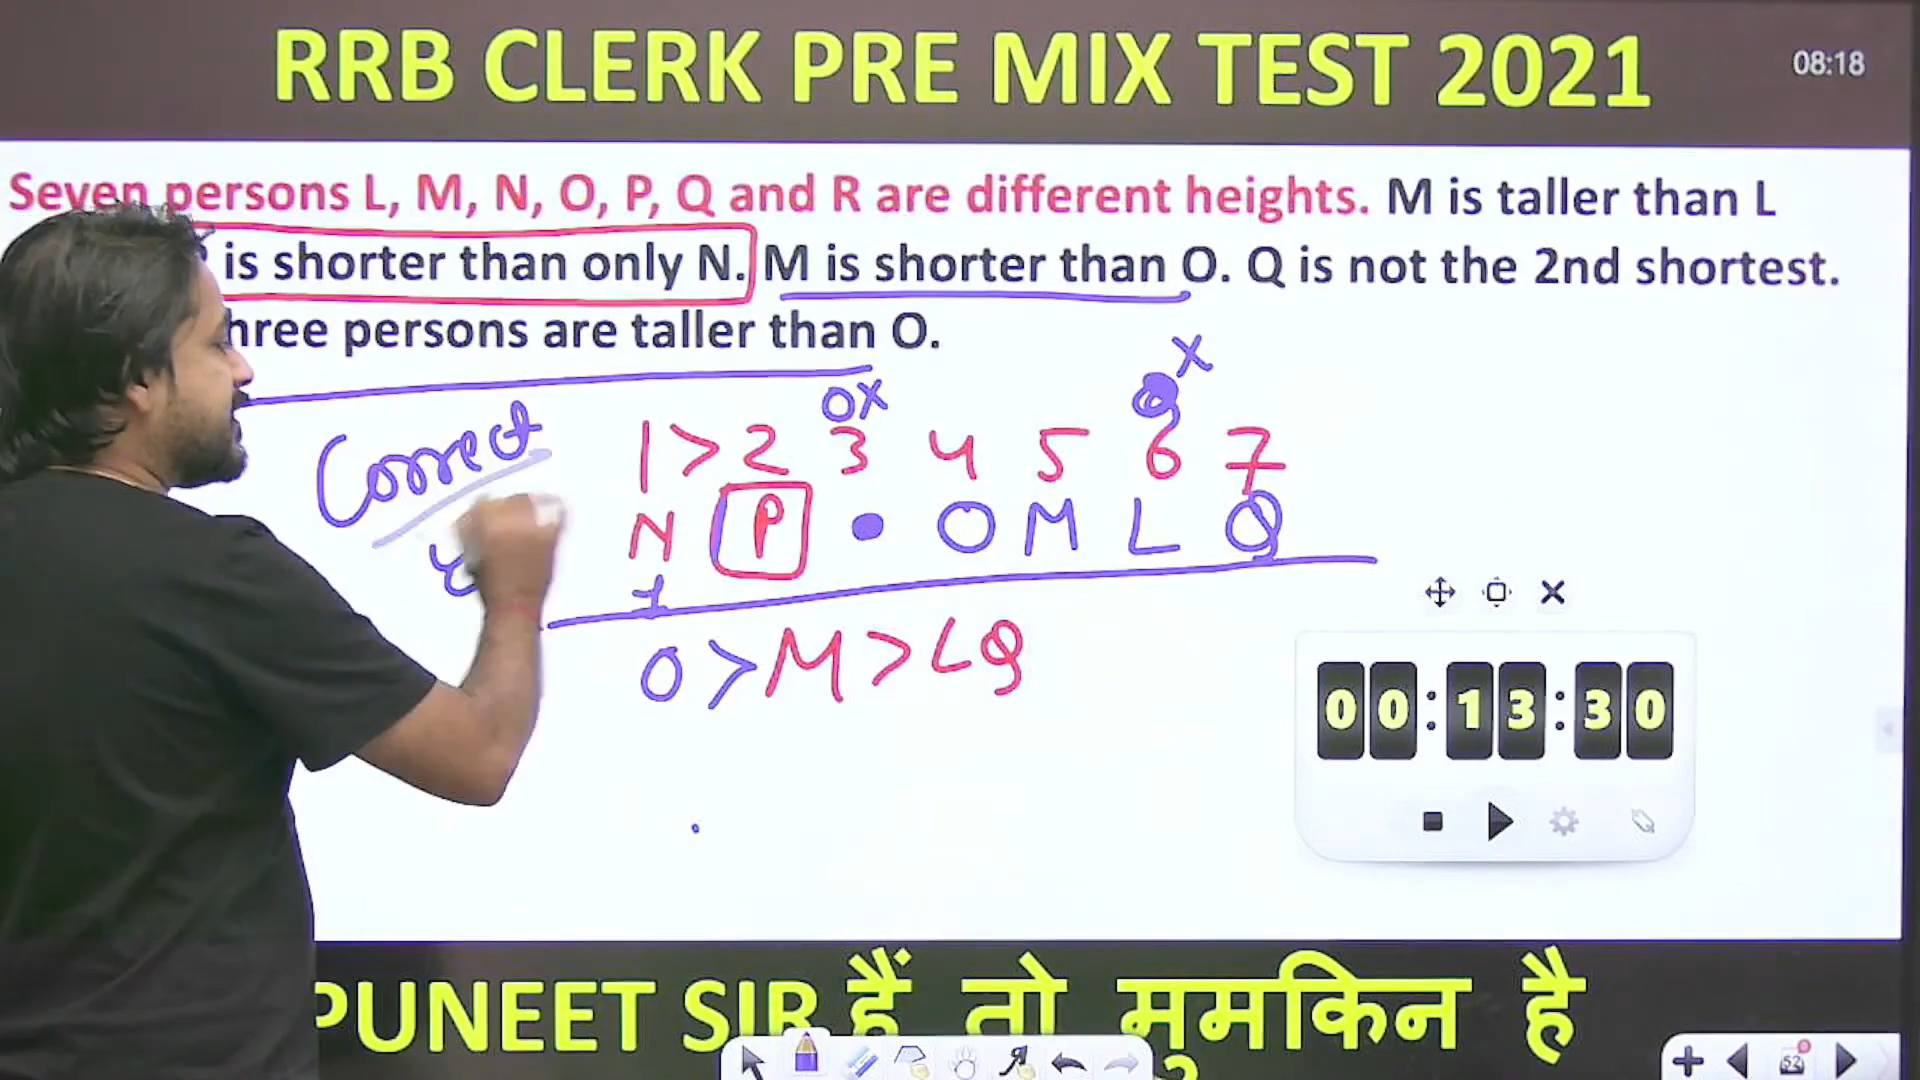 RRB CLERK PRE MIX TEST 2021
08:18
Seven persons L, M, N, O, P, Q and R are different heights. M is taller than L
is shorter than only N. M is shorter than O. Q is not the 2nd shortest.
hree persons are taller than O.
Correct
OX
Q X
1 > 2 3 4 5 6 7
N P • O M L Q
O > M > L Q
00:13:30
PUNEET SIR हैं तो मुमकिन है
52